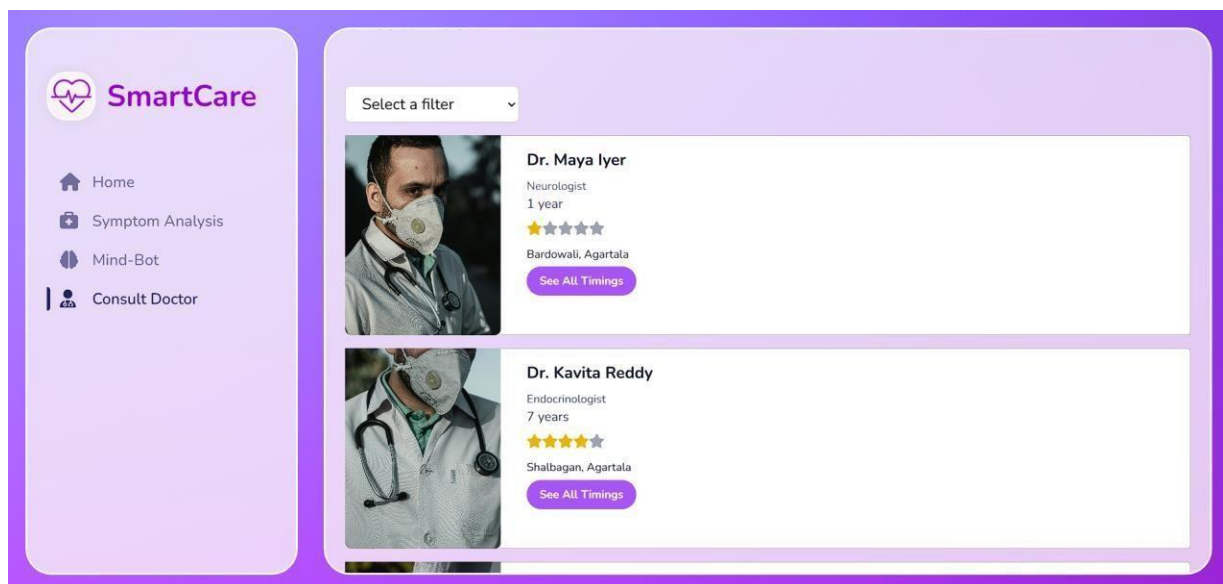 SmartCare
Home
Symptom Analysis
Mind-Bot
Consult Doctor
Select a filter
Dr. Maya Iyer
Neurologist
1 year
Bardowali, Agartala
See All Timings
Dr. Kavita Reddy
Endocrinologist
7 years
Shalbagan, Agartala
See All Timings